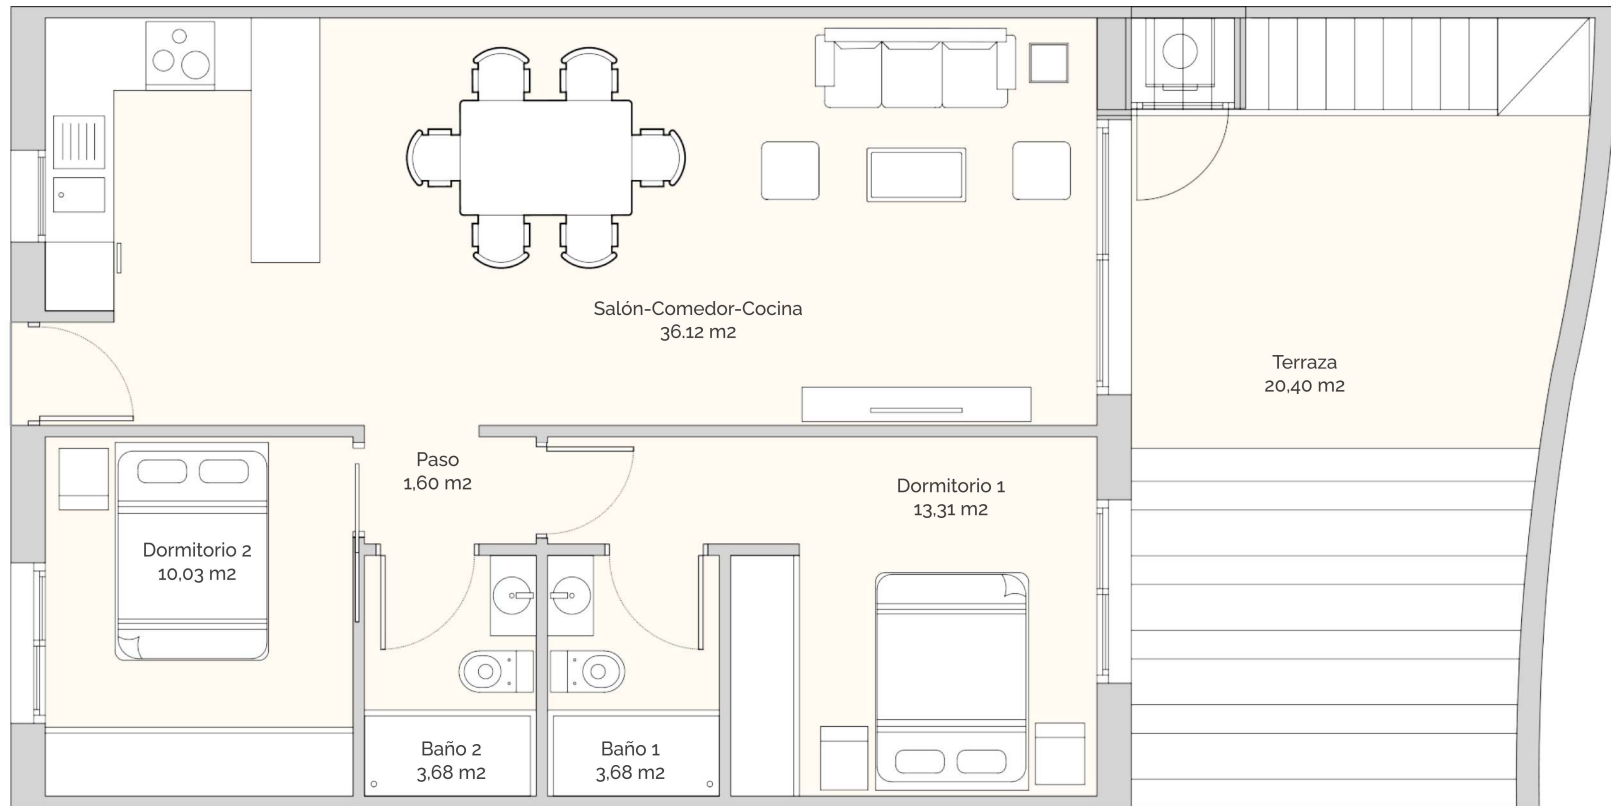 Salón-Comedor-Cocina
36.12 m2
Terraza
20,40 m2
Paso
1,60 m2
Dormitorio 1
13,31 m2
Dormitorio 2
10,03 m2
Baño 2
3,68 m2
Baño 1
3,68 m2